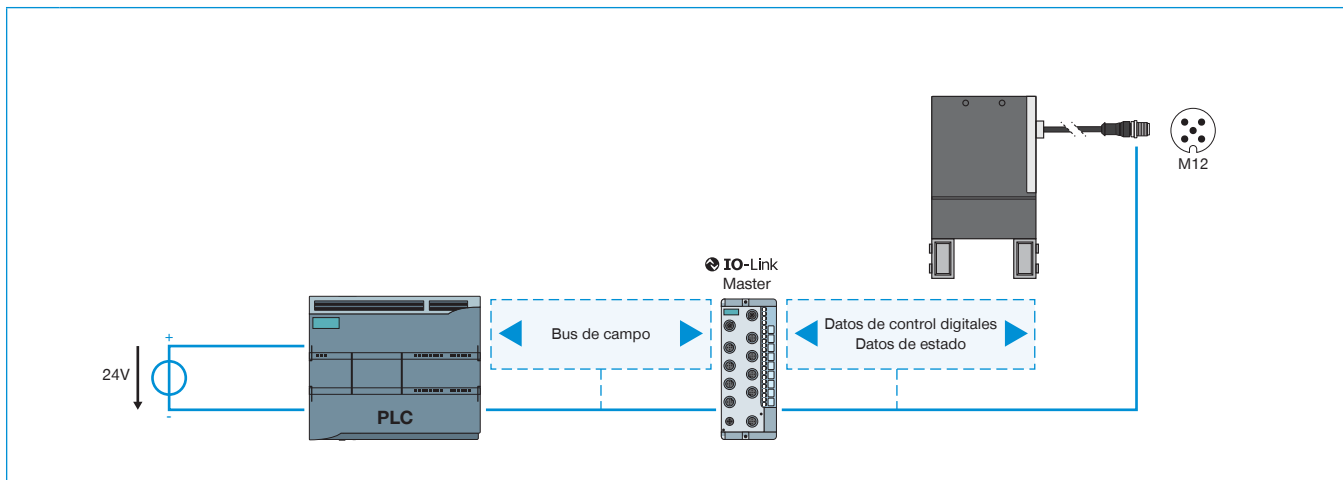 M12
IO-Link
Master
Bus de campo
Datos de control digitales
Datos de estado
+
24V
-
PLC